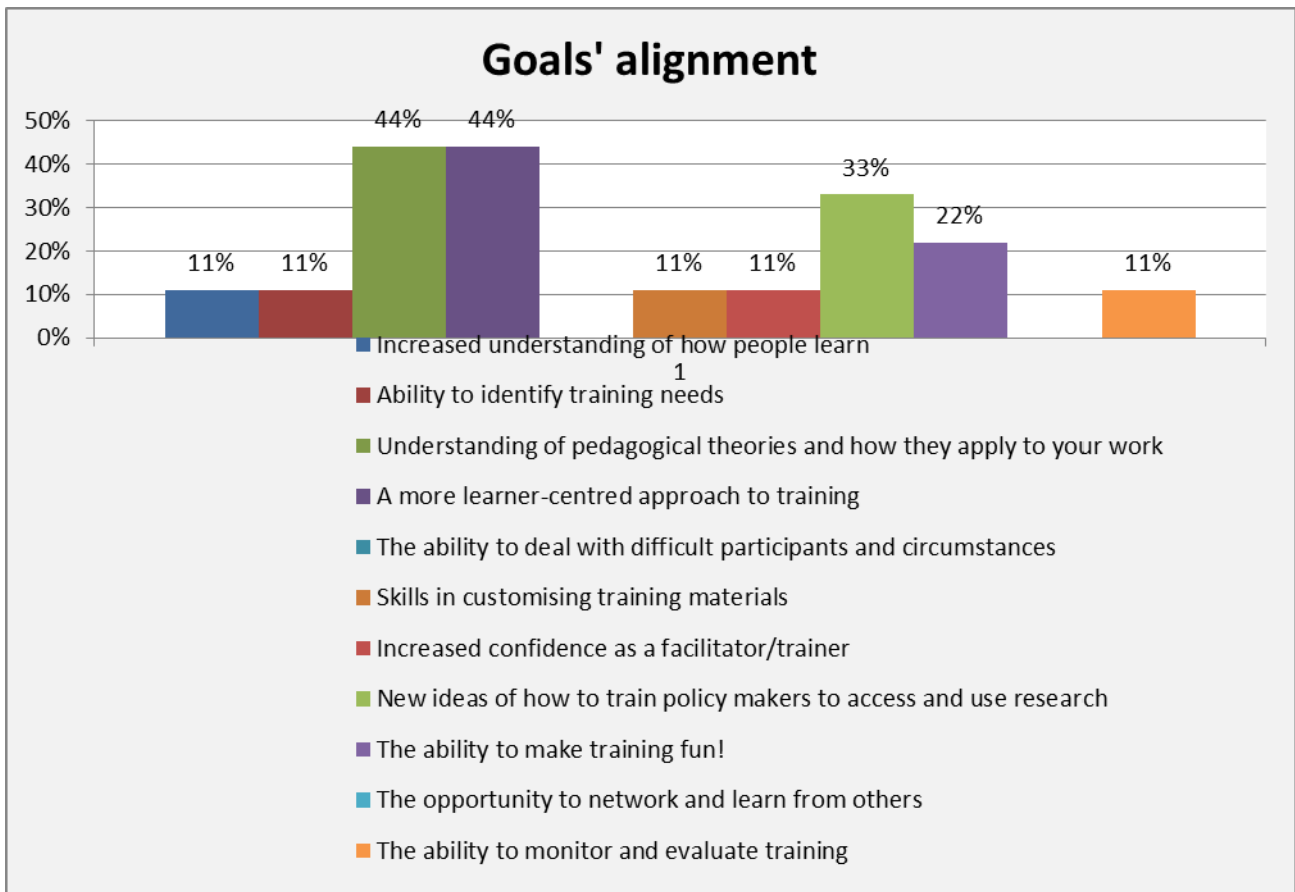 Goals' alignment
50%
40%
30%
20%
10%
0%
11%
11%
44%
44%
11%
11%
33%
22%
11%
1
Increased understanding of how people learn
Ability to identify training needs
Understanding of pedagogical theories and how they apply to your work
A more learner-centred approach to training
The ability to deal with difficult participants and circumstances
Skills in customising training materials
Increased confidence as a facilitator/trainer
New ideas of how to train policy makers to access and use research
The ability to make training fun!
The opportunity to network and learn from others
The ability to monitor and evaluate training